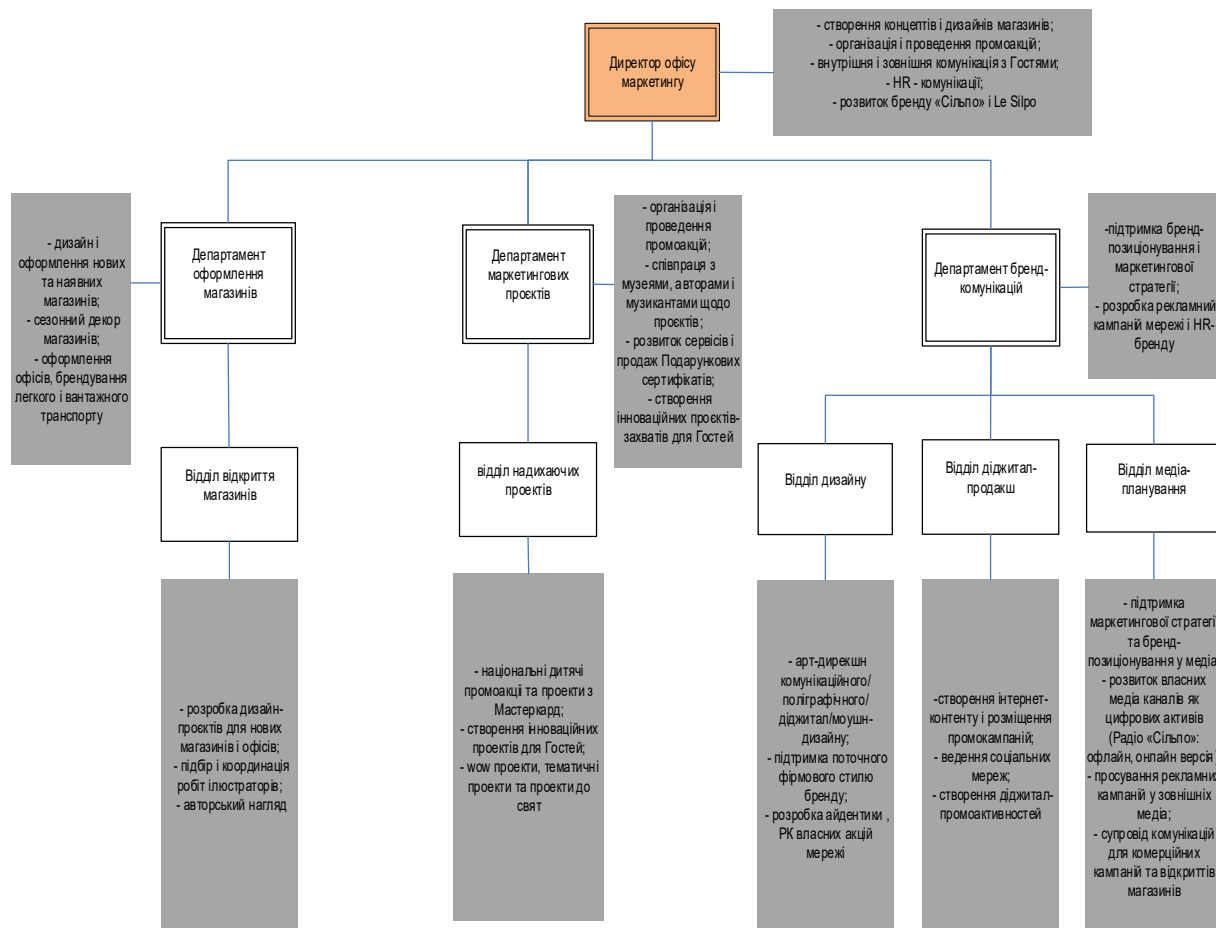 Директор офісу
маркетингу
- створення концептів і дизайнів магазинів;
- організація і проведення промоакцій;
- внутрішня і зовнішня комунікація з Гостями;
- HR - комунікації;
- розвиток бренду «Сільпо» і Le Silpo
- дизайн і
оформлення нових
та наявних
магазинів;
- сезонний декор
магазинів;
- оформлення
офісів, брендування
легкого і вантажного
транспорту
Департамент
оформлення
магазинів
Департамент
маркетингових
проєктів
- організація і
проведення
промоакцій;
- співпраця з
музеями, авторами і
музикантами щодо
проєктів;
- розвиток сервісів і
продаж Подарункових
сертифікатів;
- створення
інноваційних проєктів-
захватів для Гостей
Департамент бренд-
комунікацій
-підтримка бренд-
позиціонування і
маркетингової
стратегії;
- розробка рекламний
кампаній мережі і HR-
бренду
Відділ відкриття
магазинів
відділ надихаючих
проектів
Відділ дизайну
Відділ діджитал-
продакш
Відділ медіа-
планування
- розробка дизайн-
проєктів для нових
магазинів і офісів;
- підбір і координація
робіт ілюстраторів;
- авторський нагляд
- національні дитячі
промоакції та проекти з
Мастеркард;
- створення інноваційних
проектів для Гостей;
- wow проекти, тематичні
проекти та проекти до
свят
- арт-дирекшн
комунікаційного/
поліграфічного/
діджитал/моушн-
дизайну;
- підтримка поточного
фірмового стилю
бренду;
- розробка айдентики ,
РК власних акцій
мережі
-створення інтернет-
контенту і розміщення
промокампаній;
- ведення соціальних
мереж;
- створення діджитал-
промоактивностей
- підтримка
маркетингової стратегі
та бренд-
позиціонування у медіа
- розвиток власних
медіа каналів як
цифрових активів
(Радіо «Сільпо»:
офлайн, онлайн версія)
- просування рекламних
кампаній у зовнішніх
медіа;
- супровід комунікацій
для комерційних
кампаній та відкриттів
магазинів